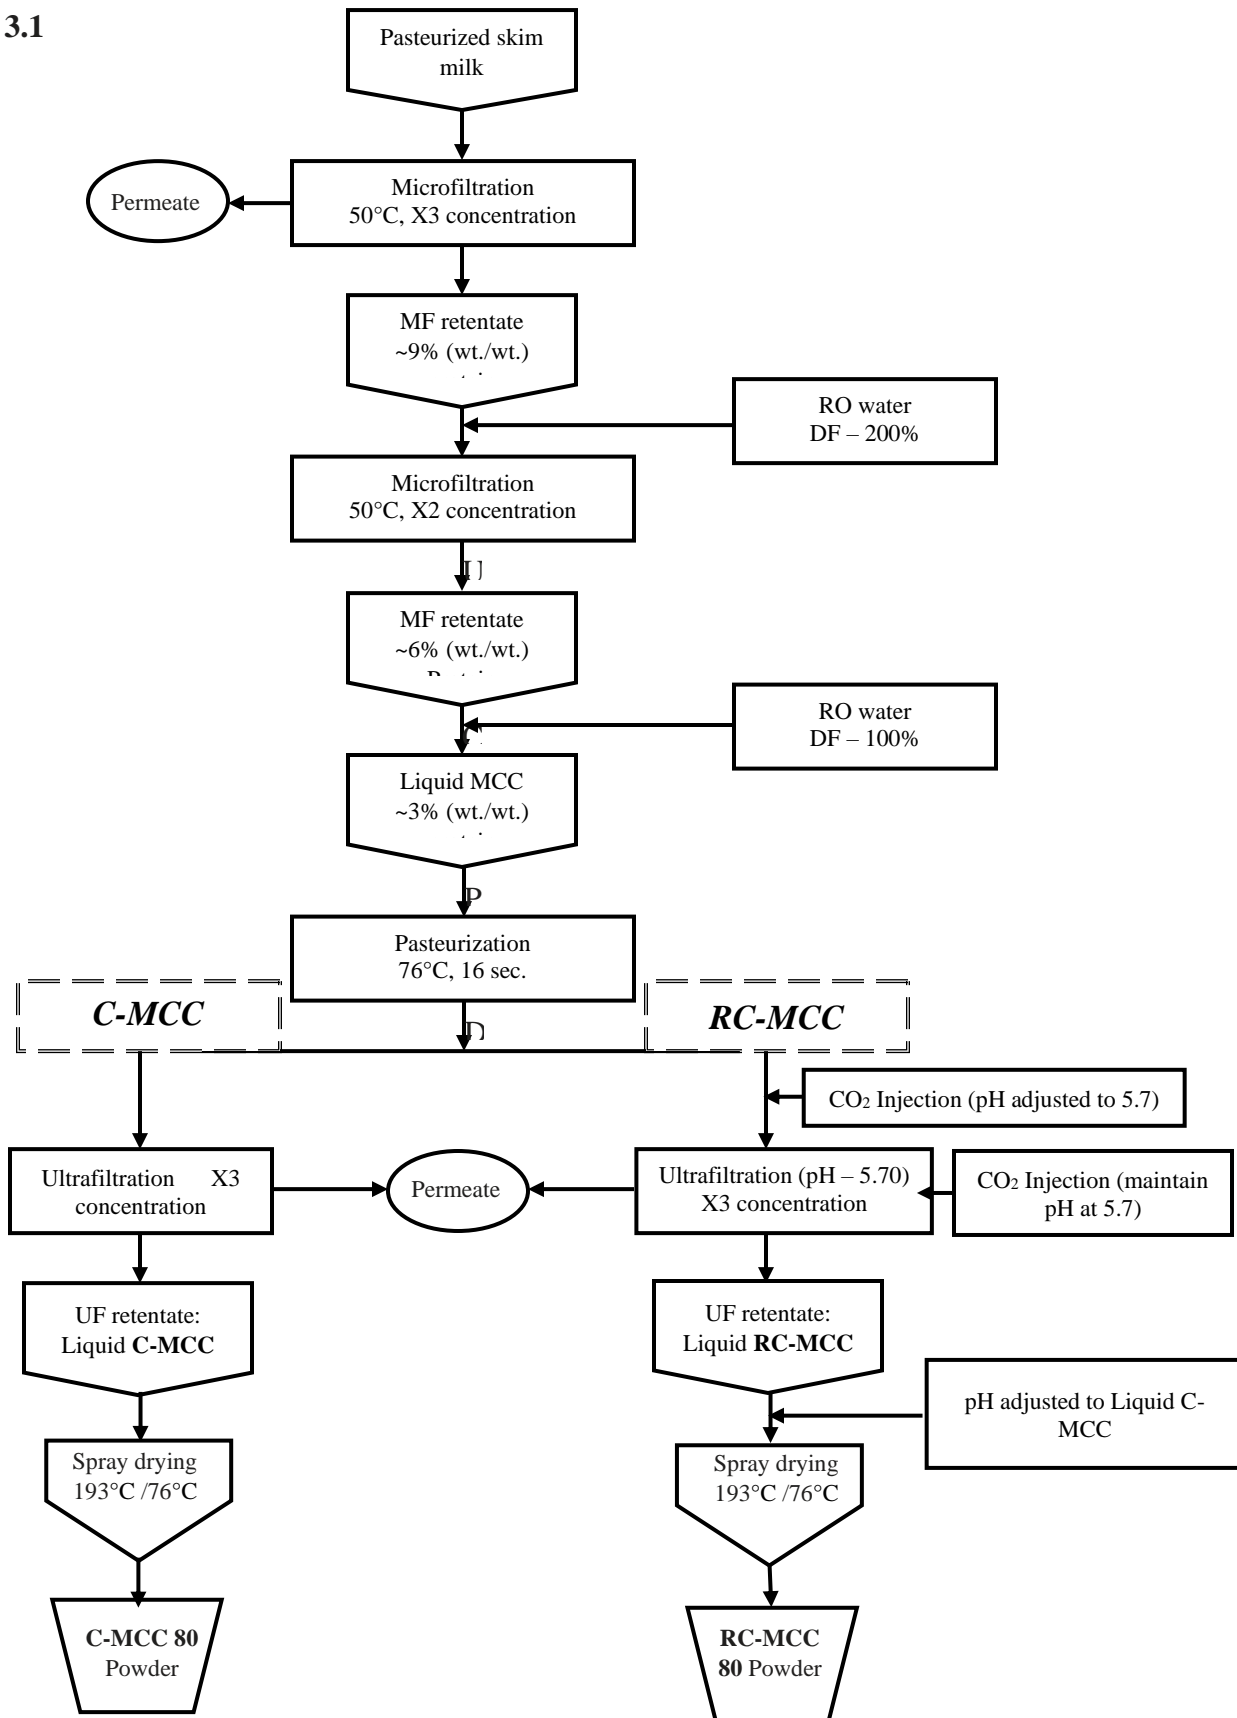 3.1
Pasteurized skim
milk
Permeate
Microfiltration
50°C, X3 concentration
MF retentate
~9% (wt./wt.)
RO water
DF – 200%
Microfiltration
50°C, X2 concentration
MF retentate
~6% (wt./wt.)
RO water
DF – 100%
Liquid MCC
~3% (wt./wt.)
P
Pasteurization
76°C, 16 sec.
C-MCC
RC-MCC
D
CO₂ Injection (pH adjusted to 5.7)
Ultrafiltration X3
concentration
Permeate
Ultrafiltration (pH – 5.70)
X3 concentration
CO₂ Injection (maintain
pH at 5.7)
UF retentate:
Liquid C-MCC
UF retentate:
Liquid RC-MCC
pH adjusted to Liquid C-
MCC
Spray drying
193°C /76°C
Spray drying
193°C /76°C
C-MCC 80
Powder
RC-MCC
80 Powder